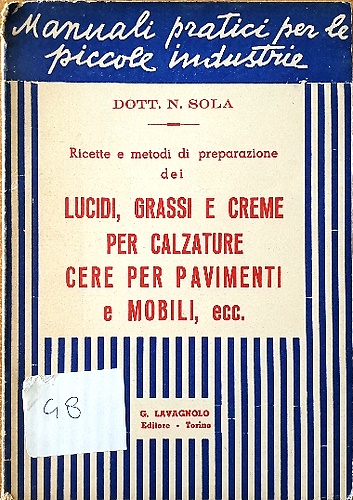 Manuali pratici per le
piccole industrie
DOTT. N. SOLA
Ricette e metodi di preparazione
dei
LUCIDI, GRASSI E CREME
PER CALZATURE
CERE PER PAVIMENTI
e MOBILI, ecc.
GB
G. LAVAGNOLO
Editore - Torino